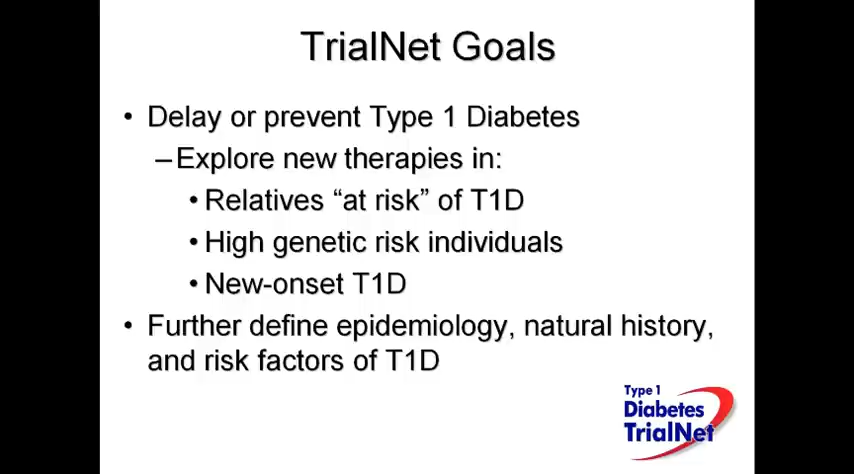 TrialNet Goals
• Delay or prevent Type 1 Diabetes
–Explore new therapies in:
• Relatives “at risk” of T1D
• High genetic risk individuals
• New-onset T1D
• Further define epidemiology, natural history,
and risk factors of T1D
Type 1
Diabetes
TrialNet